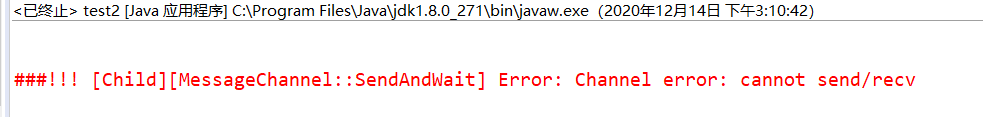 <已终止> test2 [Java 应用程序] C:\Program Files\Java\jdk1.8.0_271\bin\javaw.exe（2020年12月14日 下午3:10:42）
###!!! [Child][MessageChannel::SendAndWait] Error: Channel error: cannot send/recv